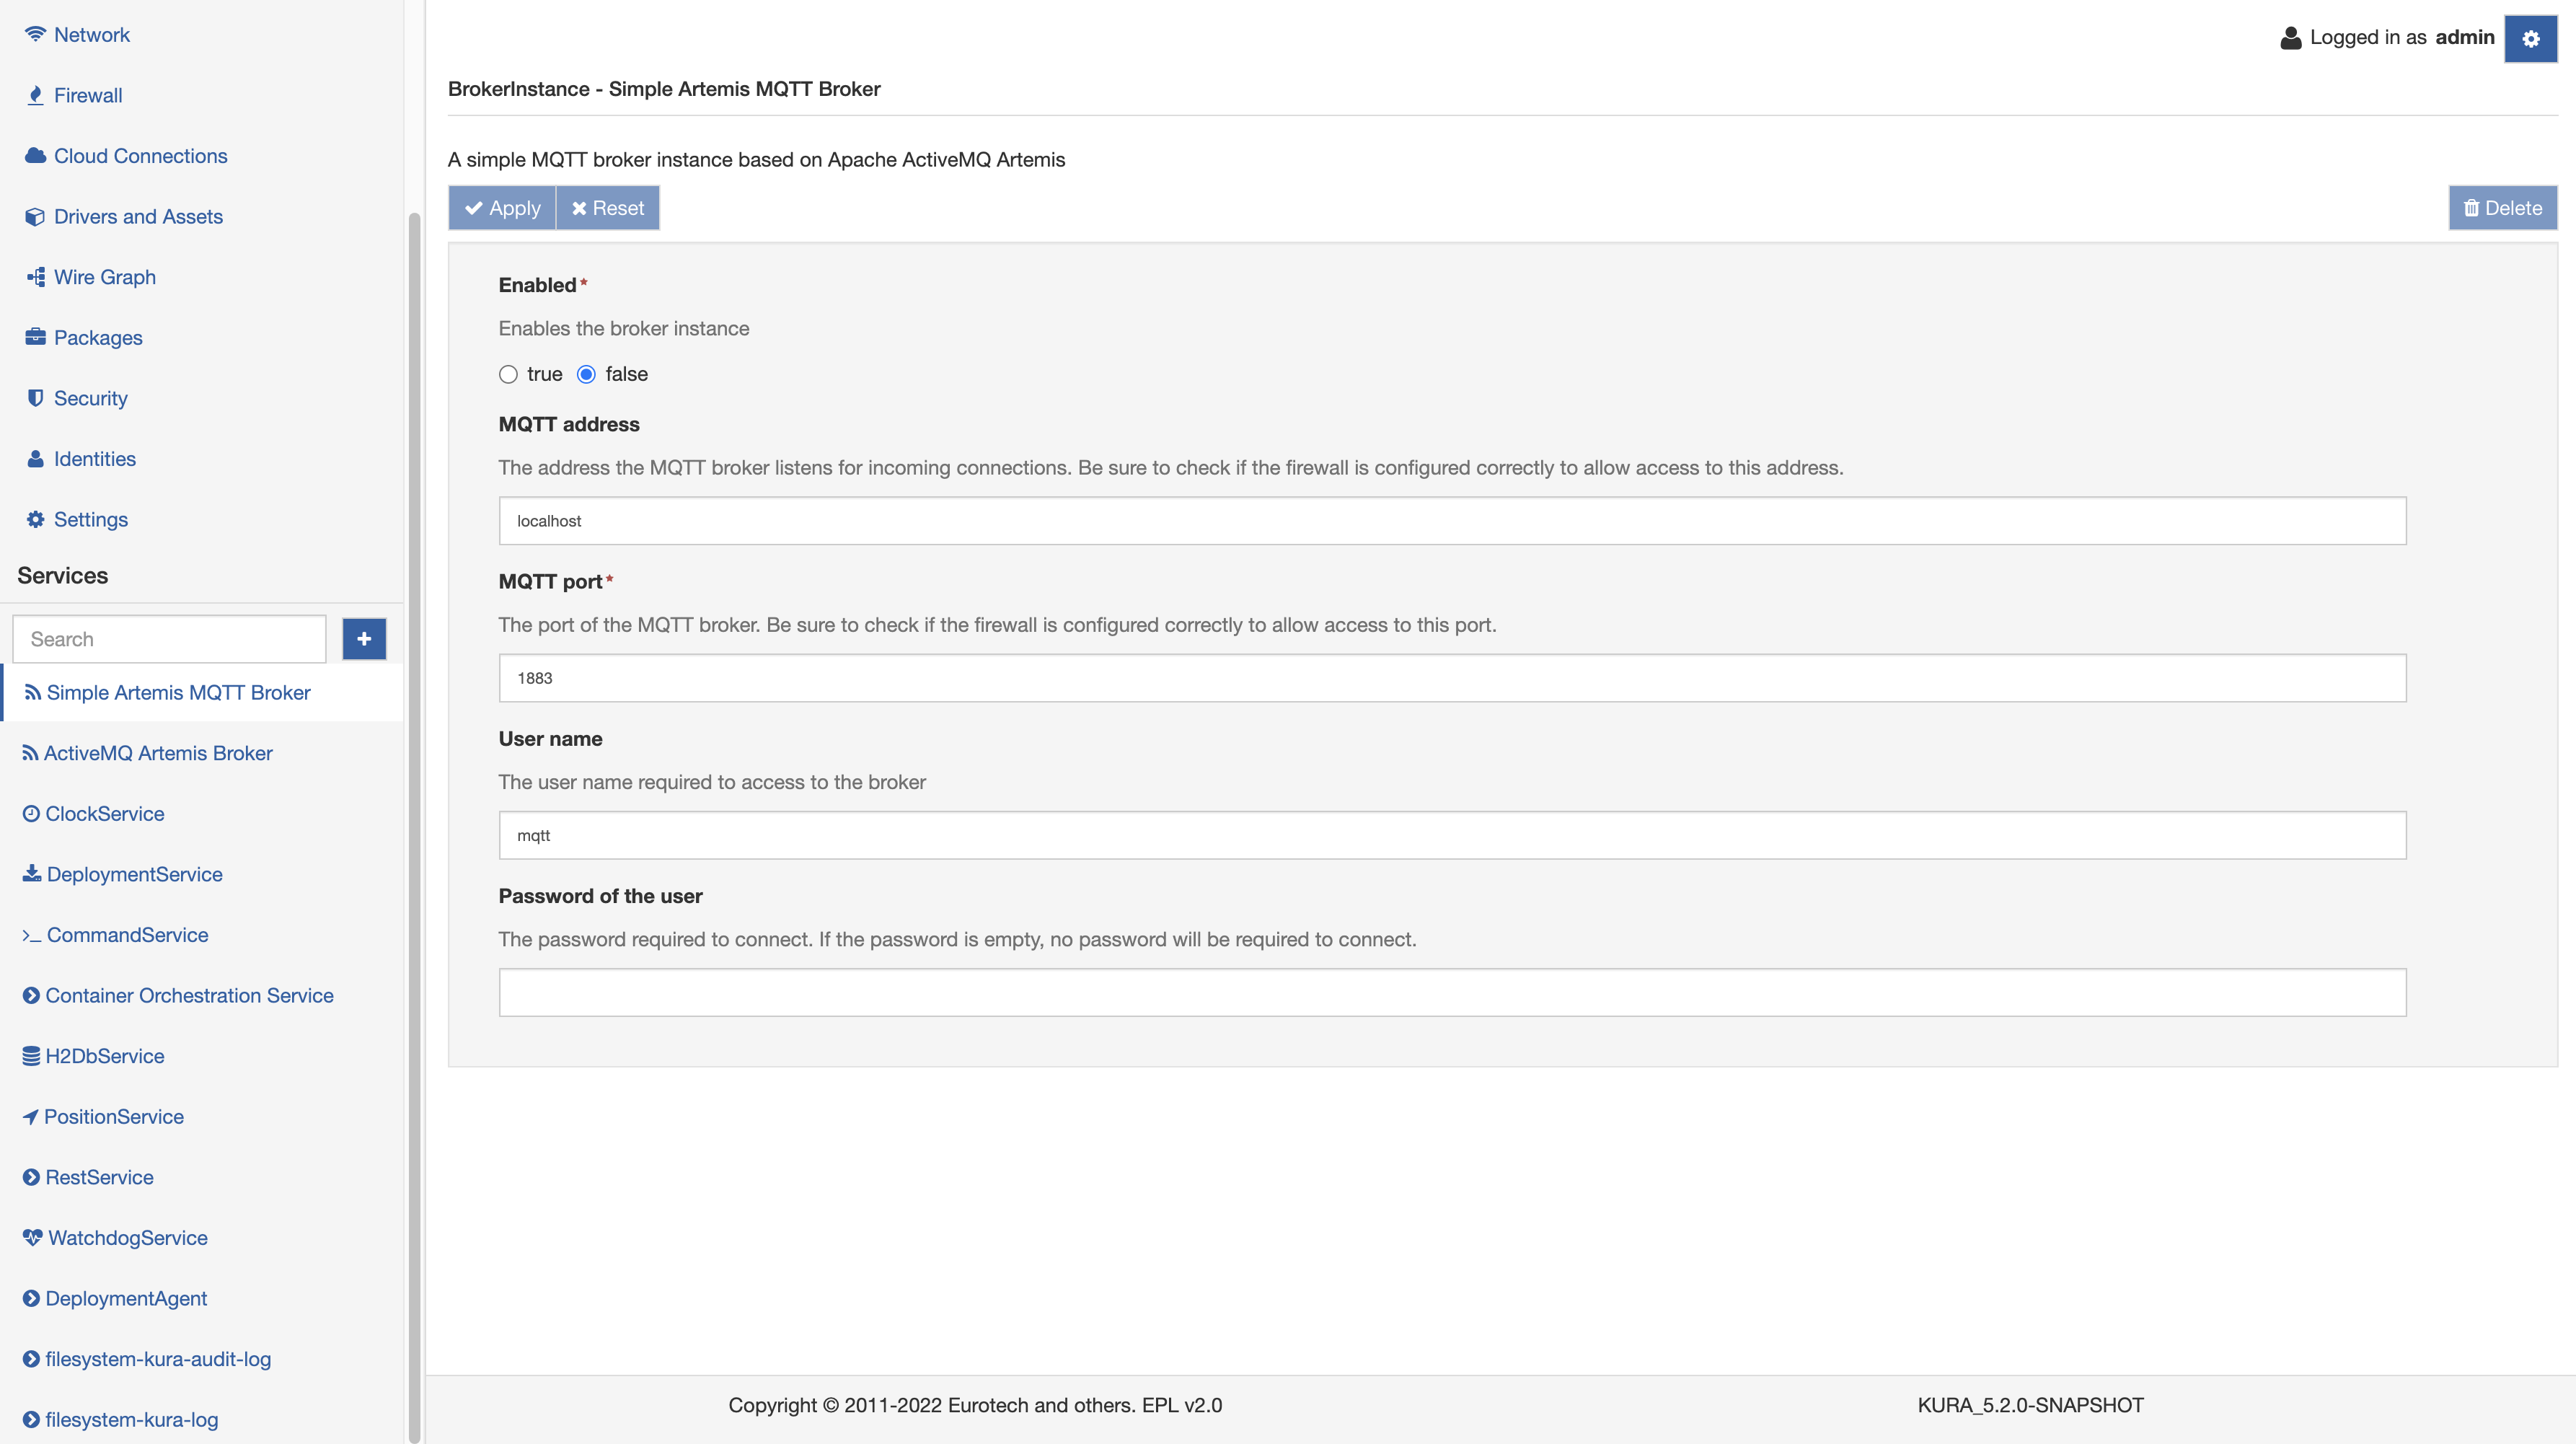 Network
Firewall
Cloud Connections
Drivers and Assets
Wire Graph
Packages
Security
Identities
Settings
Services
Search
Simple Artemis MQTT Broker
ActiveMQ Artemis Broker
ClockService
DeploymentService
CommandService
Container Orchestration Service
H2DbService
PositionService
RestService
WatchdogService
DeploymentAgent
filesystem-kura-audit-log
filesystem-kura-log
Logged in as admin
BrokerInstance - Simple Artemis MQTT Broker
A simple MQTT broker instance based on Apache ActiveMQ Artemis
Apply Reset Delete
Enabled*
Enables the broker instance
true false
MQTT address
The address the MQTT broker listens for incoming connections. Be sure to check if the firewall is configured correctly to allow access to this address.
localhost
MQTT port*
The port of the MQTT broker. Be sure to check if the firewall is configured correctly to allow access to this port.
1883
User name
The user name required to access to the broker
mqtt
Password of the user
The password required to connect. If the password is empty, no password will be required to connect.
Copyright © 2011-2022 Eurotech and others. EPL v2.0
KURA_5.2.0-SNAPSHOT